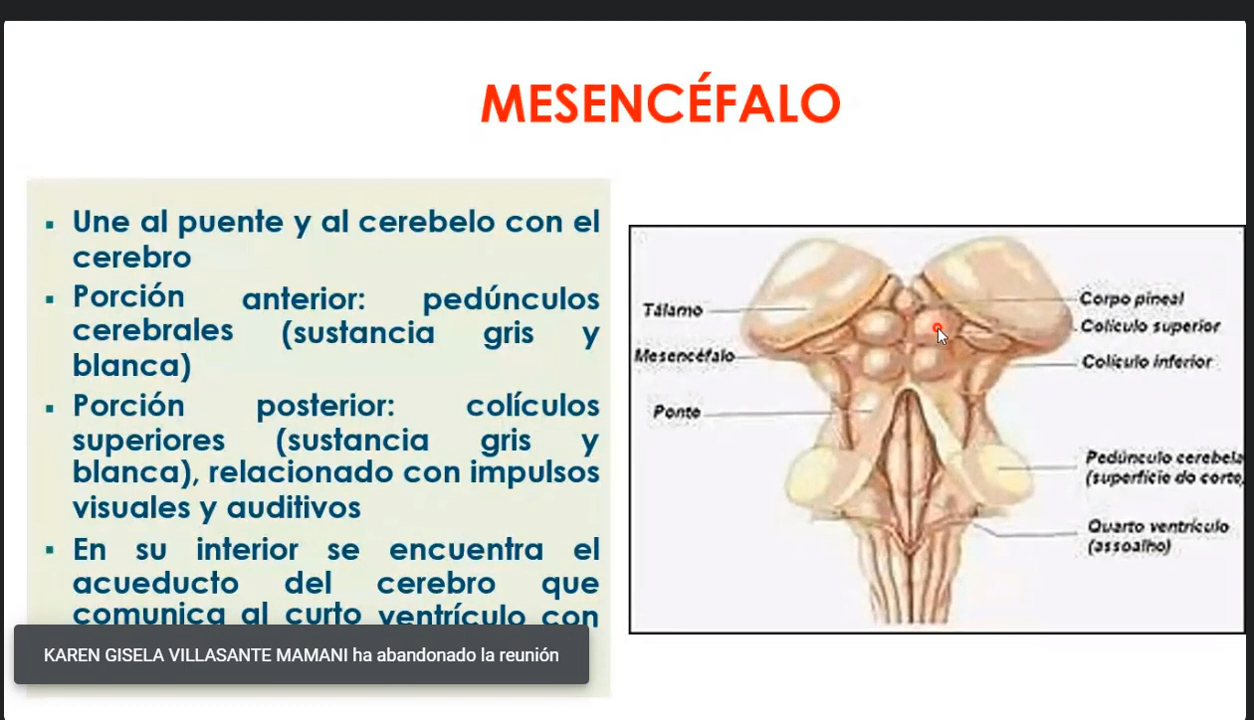 MESENCÉFALO
Une al puente y al cerebelo con el
cerebro
Porción anterior: pedúnculos
cerebrales (sustancia gris y
blanca)
Porción posterior: colículos
superiores (sustancia gris y
blanca), relacionado con impulsos
visuales y auditivos
En su interior se encuentra el
acueducto del cerebro que
comunica al curto ventrículo con
KAREN GISELA VILLASANTE MAMANI ha abandonado la reunión
Tálamo
Mesencéfalo
Ponte
Corpo pineal
Colículo superior
Colículo inferior
Pedúnculo cerebela
(superfície do corte,
Quarto ventrículo
(assoalho)